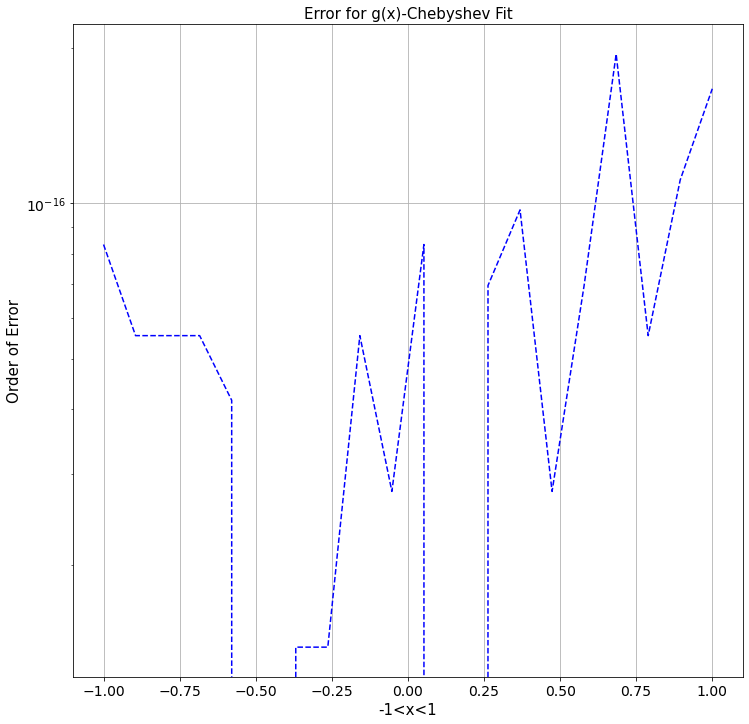 Error for g(x)-Chebyshev Fit
10⁻¹⁶
Order of Error
−1.00 −0.75 −0.50 −0.25 0.00 0.25 0.50 0.75 1.00
-1<x<1